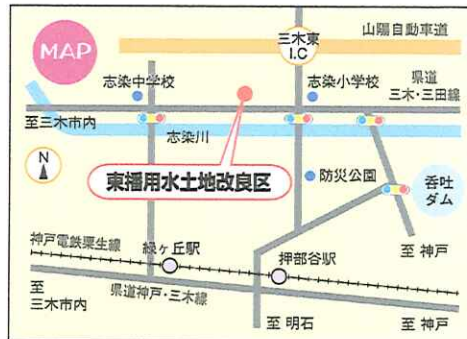 MAP
山陽自動車道
三木東
I.C
志染中学校
志染小学校
県道
三木・三田線
至三木市内
志染川
N
東播用水土地改良区
防災公園
呑吐
ダム
神戸電鉄粟生線
緑ヶ丘駅
押部谷駅
至 神戸
至
三木市内
県道神戸・三木線
至 明石
至 神戸